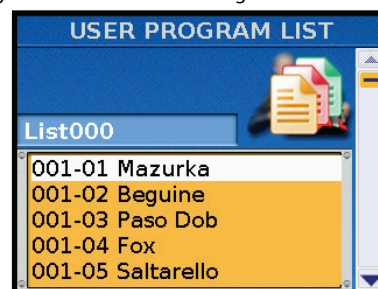 USER PROGRAM LIST
List000
001-01 Mazurka
001-02 Beguine
001-03 Paso Dob
001-04 Fox
001-05 Saltarello